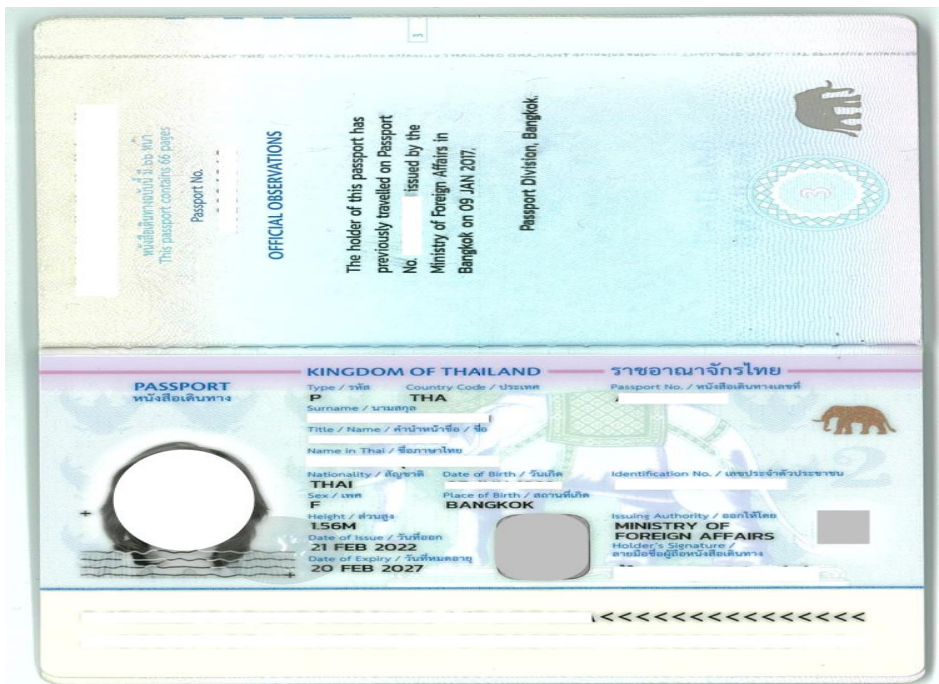 3
หนังสือเดินทางฉบับนี้ มี ๖๖ หน้า
This passport contains 66 pages
Passport No.
OFFICIAL OBSERVATIONS
The holder of this passport has
previously travelled on Passport
No. issued by the
Ministry of Foreign Affairs in
Bangkok on 09 JAN 2017.
Passport Division, Bangkok.
3
PASSPORT
หนังสือเดินทาง
KINGDOM OF THAILAND
ราชอาณาจักรไทย
Type / รหัส Country Code / ประเทศ Passport No. / หนังสือเดินทางเลขที่
P THA
Surname / นามสกุล
Title / Name / คำนำหน้าชื่อ / ชื่อ
Name in Thai / ชื่อภาษาไทย
Nationality / สัญชาติ Date of Birth / วันเกิด Identification No. / เลขประจำตัวประชาชน
THAI
Sex / เพศ Place of Birth / สถานที่เกิด
F BANGKOK
Height / ส่วนสูง Issuing Authority / ออกให้โดย
1.56M MINISTRY OF
FOREIGN AFFAIRS
Date of Issue / วันที่ออก Holder's Signature /
21 FEB 2022 ลายมือชื่อผู้ถือหนังสือเดินทาง
Date of Expiry / วันที่หมดอายุ
20 FEB 2027
2
<<<<<<<<<<<<<<<